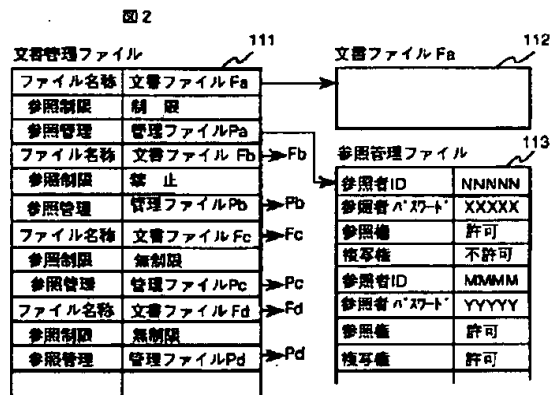 図2
文書管理ファイル 111
ファイル名称 文書ファイルFa
参照制限 制 限
参照管理 管理ファイルPa
ファイル名称 文書ファイルFb Fb
参照制限 禁 止
参照管理 管理ファイルPb Pb
ファイル名称 文書ファイルFc Fc
参照制限 無制限
参照管理 管理ファイルPc Pc
ファイル名称 文書ファイルFd Fd
参照制限 無制限
参照管理 管理ファイルPd Pd
文書ファイルFa 112
参照管理ファイル 113
参照者ID NNNNN
参照者パスワード XXXXX
参照権 許可
複写権 不許可
参照者ID MMMM
参照者パスワード YYYYY
参照権 許可
複写権 許可